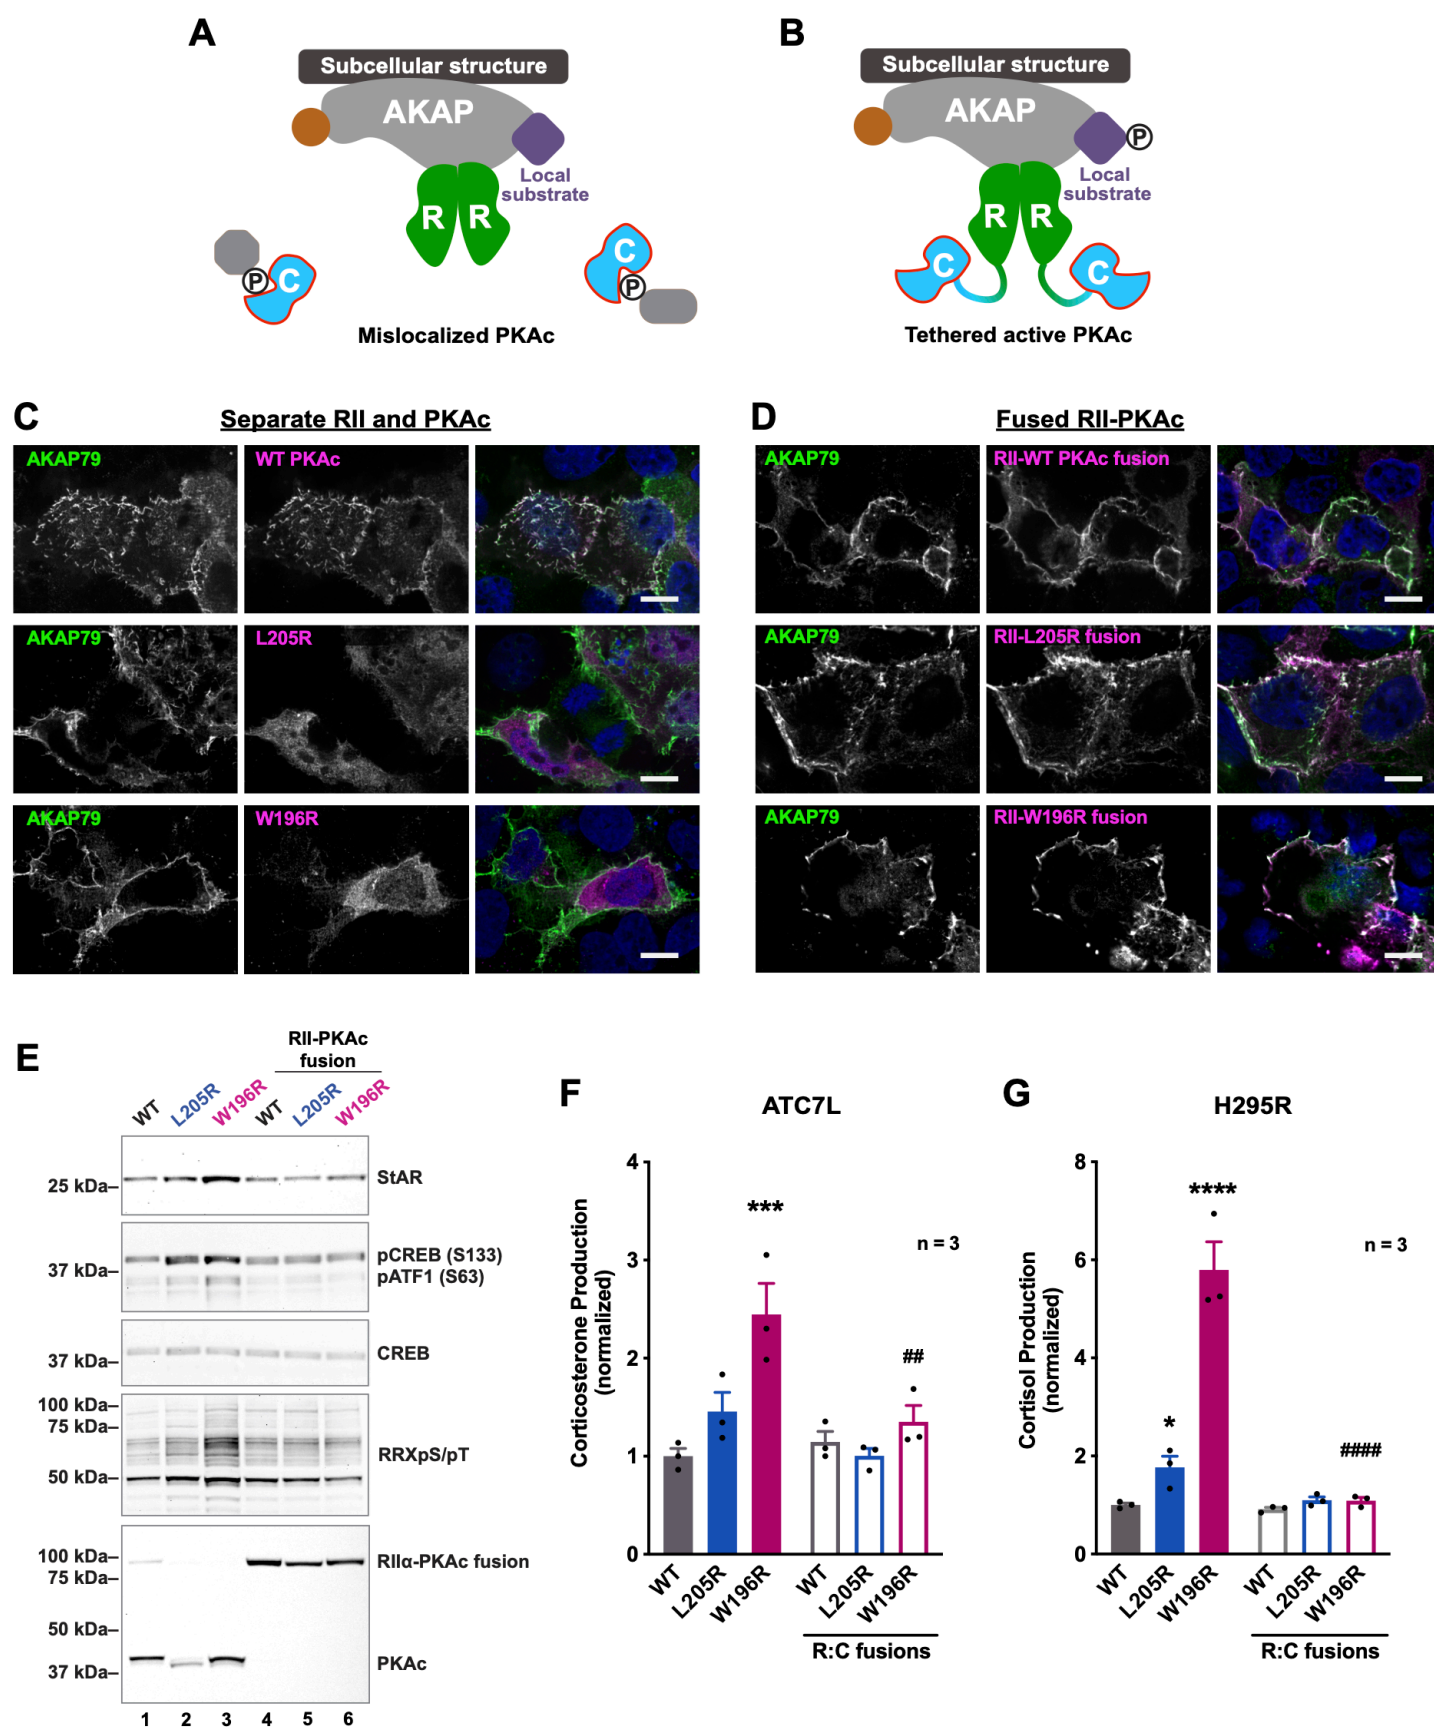 A
Subcellular structure
AKAP
Local
substrate
R R
C
P
C
P
Mislocalized PKAc
B
Subcellular structure
AKAP
P
Local
substrate
R R
C
C
Tethered active PKAc
C
Separate RII and PKAc
AKAP79
WT PKAc
AKAP79
L205R
AKAP79
W196R
D
Fused RII-PKAc
AKAP79
RII-WT PKAc fusion
AKAP79
RII-L205R fusion
AKAP79
RII-W196R fusion
E
RII-PKAc
fusion
WT L205R W196R WT L205R W196R
25 kDa–
StAR
pCREB (S133)
37 kDa–
pATF1 (S63)
37 kDa–
CREB
100 kDa–
75 kDa–
RRXpS/pT
50 kDa–
100 kDa–
RIIα-PKAc fusion
75 kDa–
50 kDa–
37 kDa–
PKAc
1 2 3 4 5 6
F
ATC7L
Corticosterone Production
(normalized)
4
3
2
1
0
***
n = 3
##
WT L205R W196R WT L205R W196R
R:C fusions
G
H295R
Cortisol Production
(normalized)
8
6
4
2
0
****
n = 3
*
####
WT L205R W196R WT L205R W196R
R:C fusions